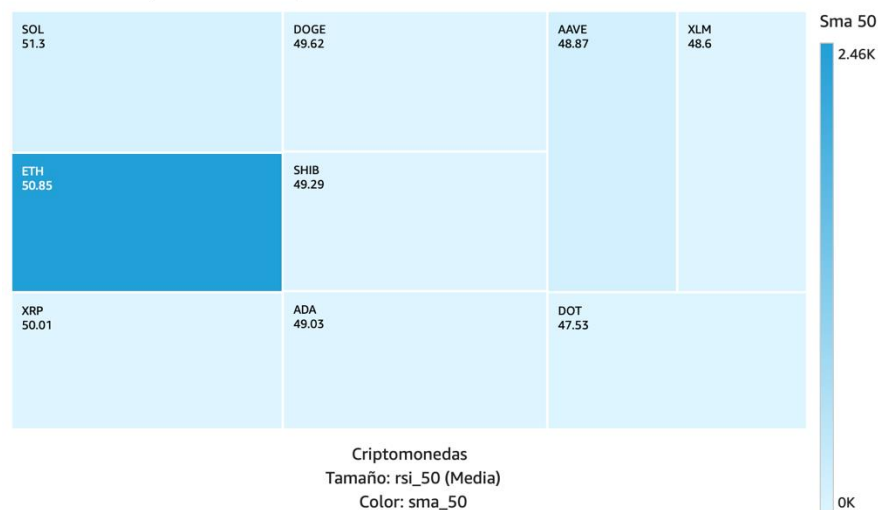 SOL
51.3
DOGE
49.62
AAVE
48.87
XLM
48.6
ETH
50.85
SHIB
49.29
XRP
50.01
ADA
49.03
DOT
47.53
Sma 50
2.46K
0K
Criptomonedas
Tamaño: rsi_50 (Media)
Color: sma_50